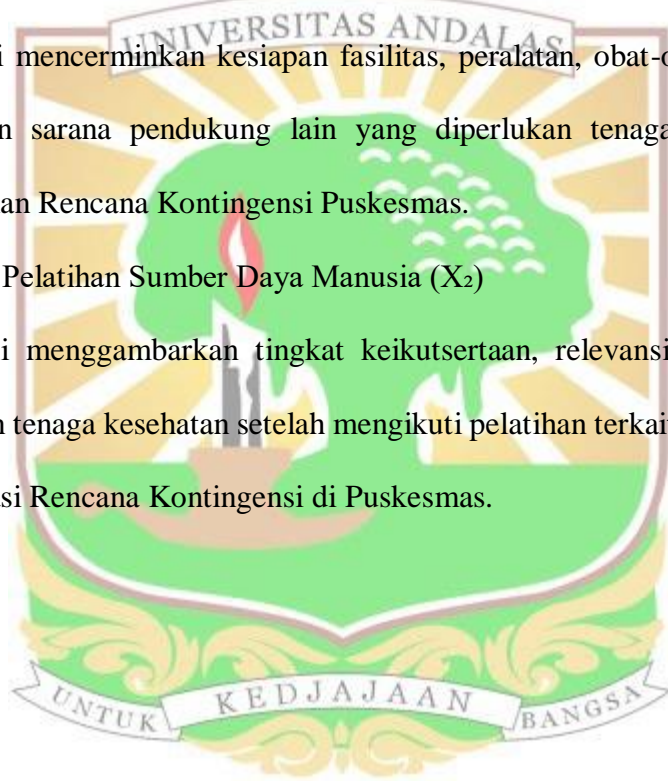 UNIVERSITAS ANDALAS
i mencerminkan kesiapan fasilitas, peralatan,
n sarana pendukung lain yang diperlukan tenaga
an Rencana Kontingensi Puskesmas.
Pelatihan Sumber Daya Manusia (X₂)
i menggambarkan tingkat keikutsertaan, relevansi
n tenaga kesehatan setelah mengikuti pelatihan terkai
si Rencana Kontingensi di Puskesmas.
UNTUK KEDJAJAAN BANGSA